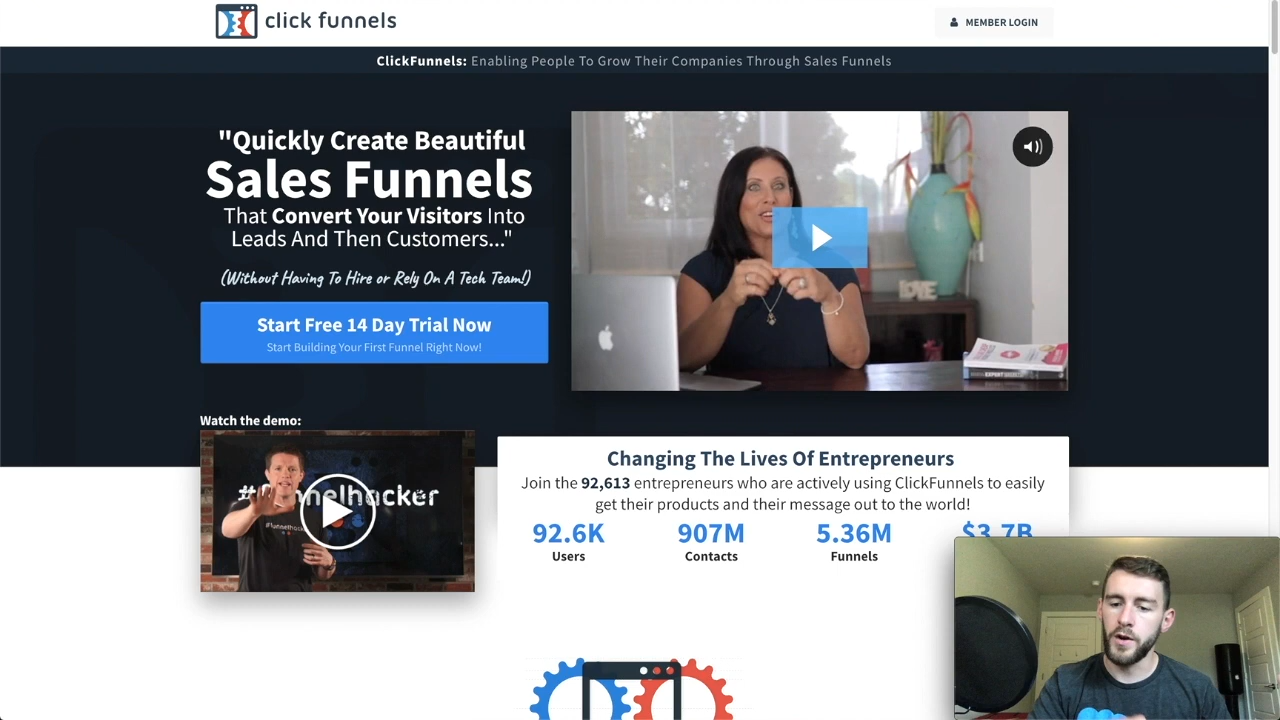 click funnels
MEMBER LOGIN
ClickFunnels: Enabling People To Grow Their Companies Through Sales Funnels
"Quickly Create Beautiful
Sales Funnels
That Convert Your Visitors Into
Leads And Then Customers..."
(Without Having To Hire or Rely On A Tech Team!)
Start Free 14 Day Trial Now
Start Building Your First Funnel Right Now!
LOVE
Watch the demo:
Changing The Lives Of Entrepreneurs
Join the 92,613 entrepreneurs who are actively using ClickFunnels to easily
get their products and their message out to the world!
92.6K
907M
5.36M
$3.7B
Users
Contacts
Funnels